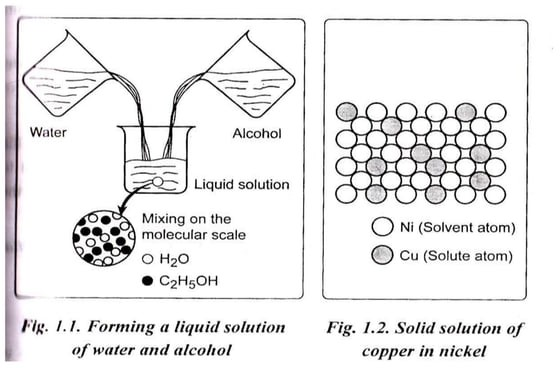 Water
Alcohol
Liquid solution
Mixing on the
molecular scale
H₂O
C₂H₅OH
Fig. 1.1. Forming a liquid solution
of water and alcohol
Ni (Solvent atom)
Cu (Solute atom)
Fig. 1.2. Solid solution of
copper in nickel